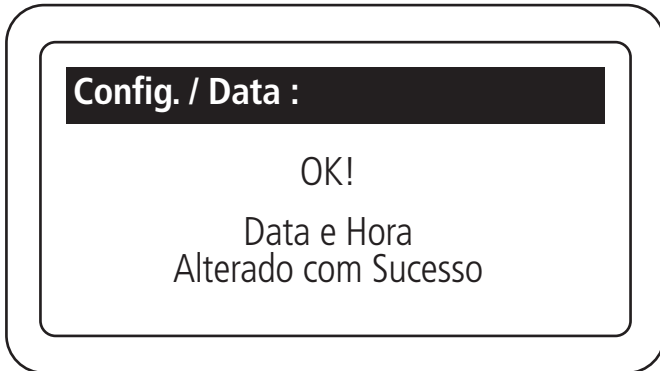 Config. / Data :
OK!
Data e Hora
Alterado com Sucesso